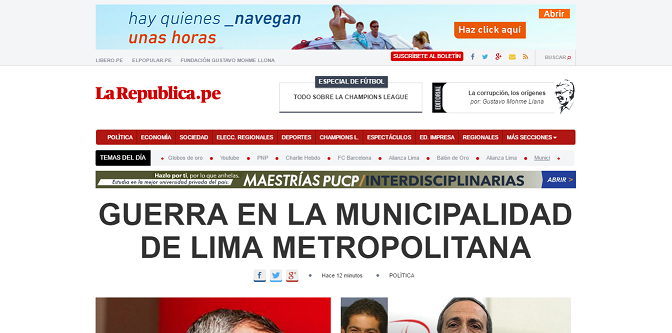 hay quienes _navegan
unas horas
Abrir
Haz click aquí
LIBERO.PE ELPOPULAR.PE FUNDACIÓN GUSTAVO MOHME LLONA
SUSCRÍBETE AL BOLETÍN
BUSCAR
La Republica.pe
ESPECIAL DE FÚTBOL
TODO SOBRE LA CHAMPIONS LEAGUE
EDITORIAL
La corrupción, los orígenes
por: Gustavo Mohme Llana
POLÍTICA ECONOMÍA SOCIEDAD ELECC. REGIONALES DEPORTES CHAMPIONS L. ESPECTÁCULOS ED. IMPRESA REGIONALES MÁS SECCIONES
TEMAS DEL DÍA Globos de oro Youtube PNP Charlie Hebdo FC Barcelona Alianza Lima Balón de Oro Alianza Lima Munici
Hazlo por ti, por lo que anhelas.
Estudia en la mejor universidad privada del país.
MAESTRÍAS PUCP/INTERDISCIPLINARIAS
ABRIR >
GUERRA EN LA MUNICIPALIDAD
DE LIMA METROPOLITANA
Hace 12 minutos POLÍTICA